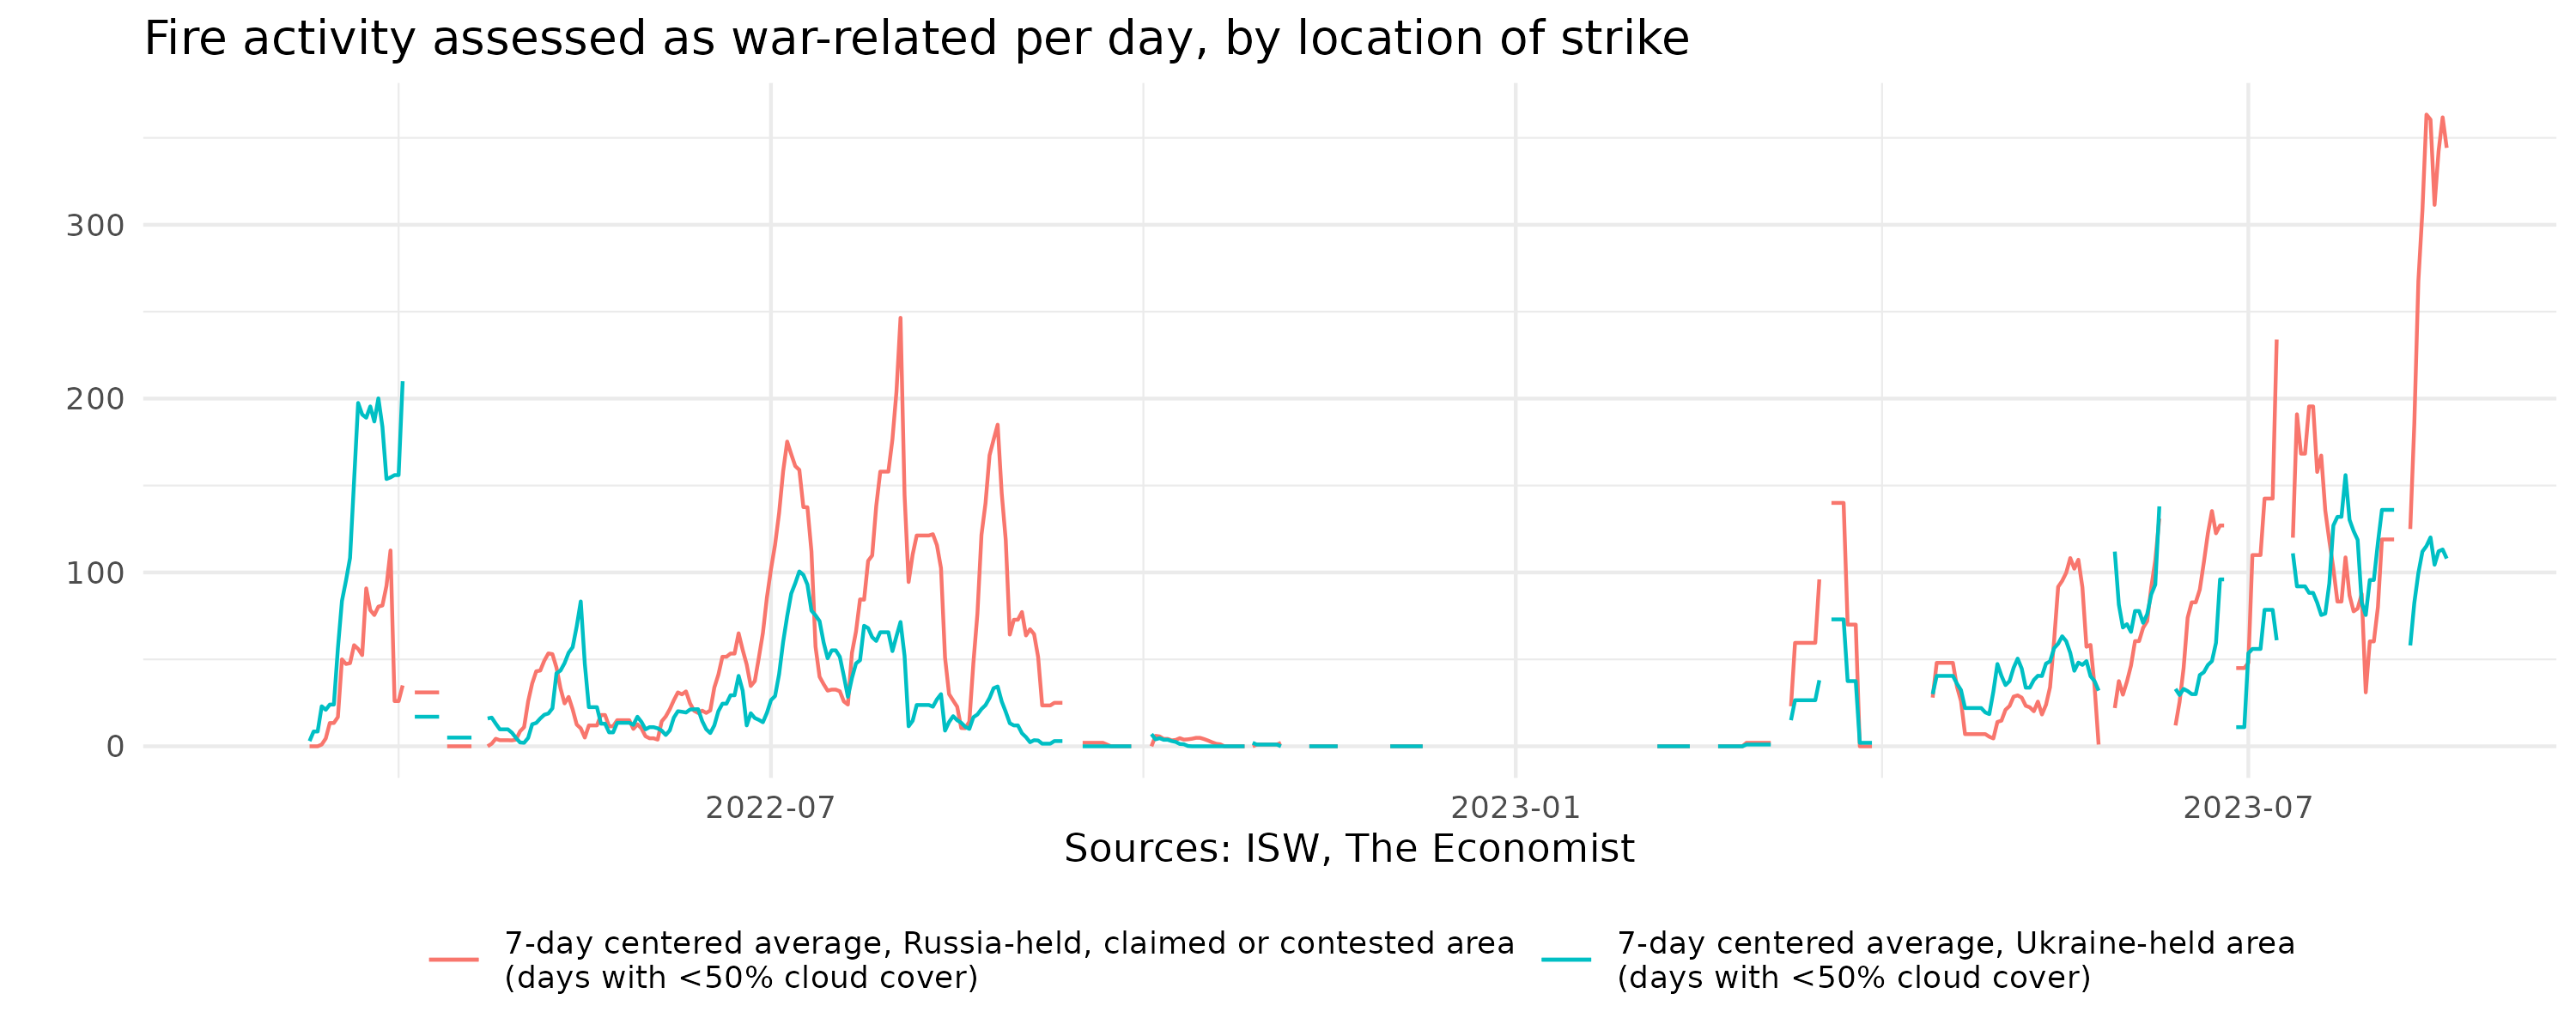 Fire activity assessed as war-related per day, by location of strike
300
200
100
0
2022-07
2023-01
2023-07
Sources: ISW, The Economist
7-day centered average, Russia-held, claimed or contested area
(days with <50% cloud cover)
7-day centered average, Ukraine-held area
(days with <50% cloud cover)